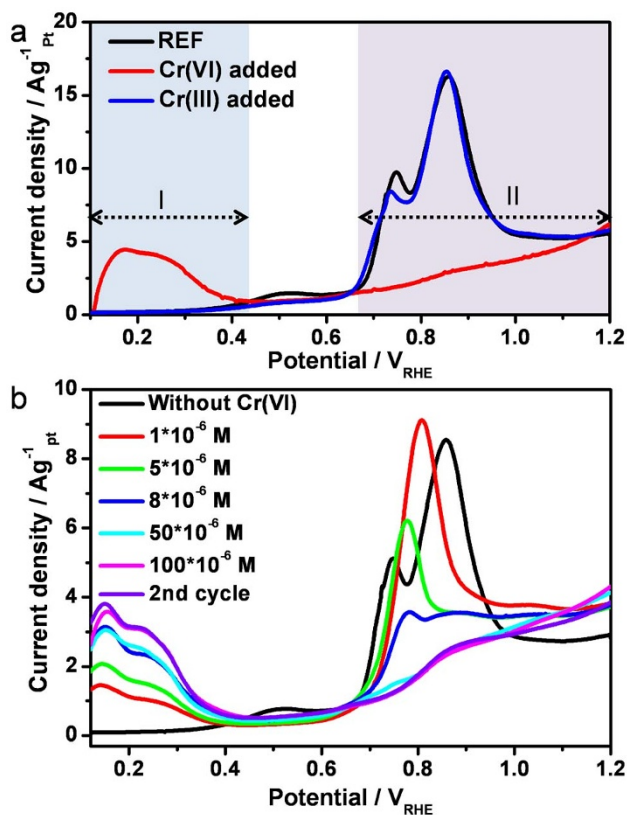 a
20
15
10
5
0
Current density / Ag⁻¹Pt
REF
Cr(VI) added
Cr(III) added
I
II
0.2 0.4 0.6 0.8 1.0 1.2
Potential / VRHE
b
10
8
6
4
2
0
Current density / Ag⁻¹pt
Without Cr(VI)
1*10⁻⁶ M
5*10⁻⁶ M
8*10⁻⁶ M
50*10⁻⁶ M
100*10⁻⁶ M
2nd cycle
0.2 0.4 0.6 0.8 1.0 1.2
Potential / VRHE